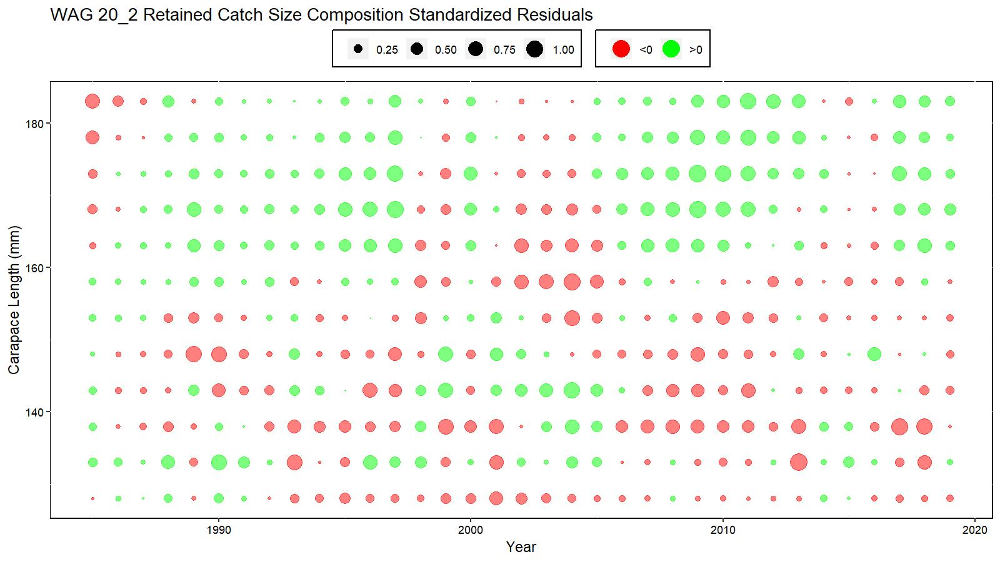 WAG 20_2 Retained Catch Size Composition Standardized Residuals
0.25 0.50 0.75 1.00 <0 >0
180
160
140
Carapace Length (mm)
1990 2000 2010 2020
Year